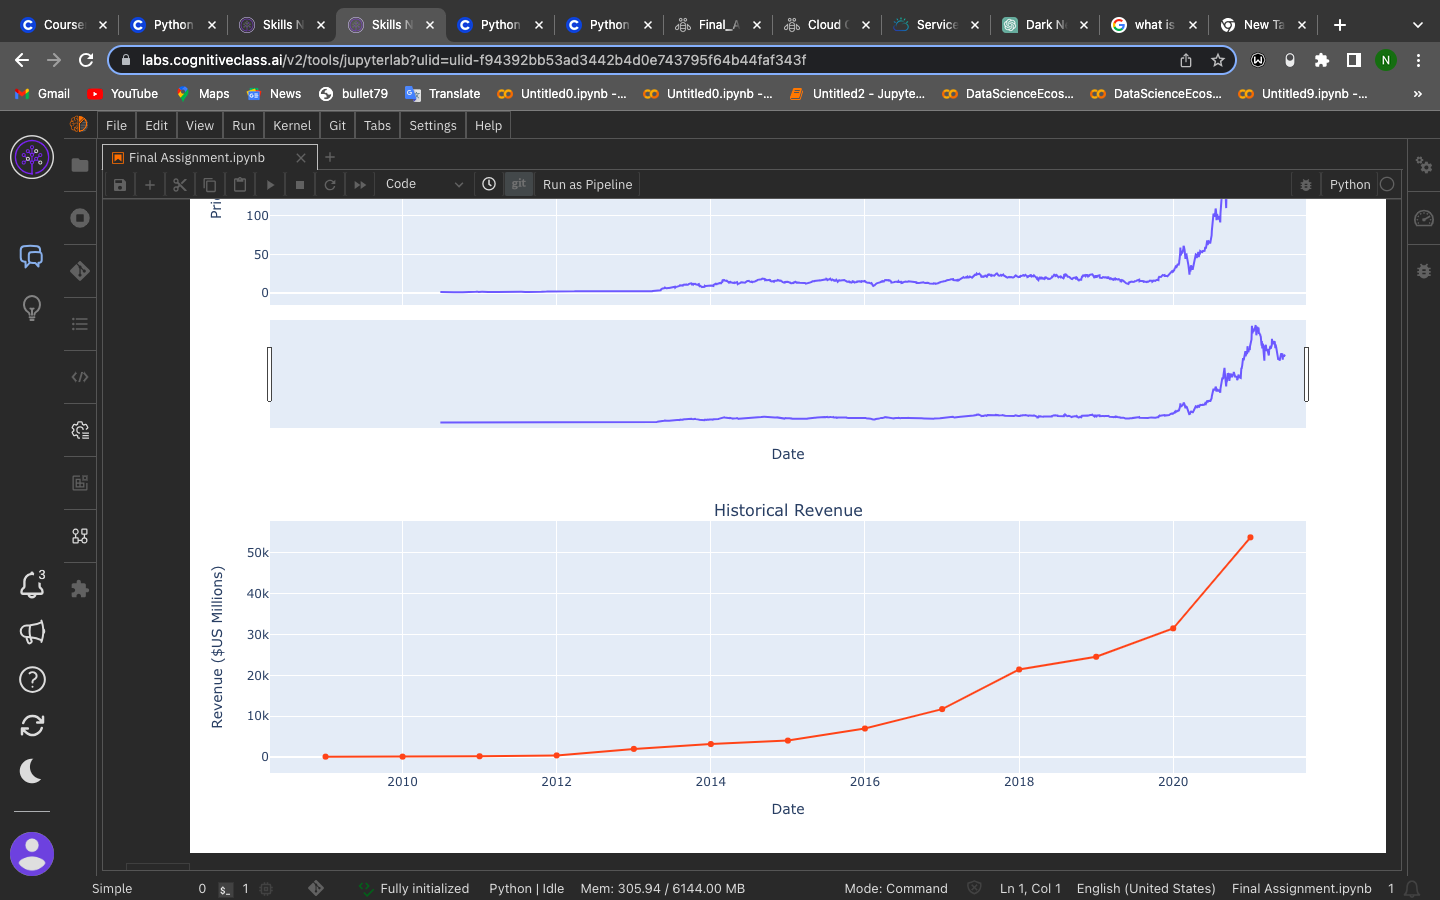 Course
Python
Skills N
Skills N
Python
Python
Final_A
Cloud
Service
Dark N
what is
New Ta
labs.cognitiveclass.ai/v2/tools/jupyterlab?ulid=ulid-f94392bb53ad3442b4d0e743795f64b44faf343f
N
Gmail
YouTube
Maps
News
bullet79
Translate
Untitled0.ipynb -...
Untitled0.ipynb -...
Untitled2 - Jupyte...
DataScienceEcos...
DataScienceEcos...
Untitled9.ipynb -...
»
File Edit View Run Kernel Git Tabs Settings Help
Final Assignment.ipynb
Code
git
Run as Pipeline
Python
Pri
100
50
0
Date
Historical Revenue
Revenue ($US Millions)
50k
40k
30k
20k
10k
0
2010 2012 2014 2016 2018 2020
Date
3
Simple 0 $_ 1 Fully initialized Python | Idle Mem: 305.94 / 6144.00 MB Mode: Command Ln 1, Col 1 English (United States) Final Assignment.ipynb 1